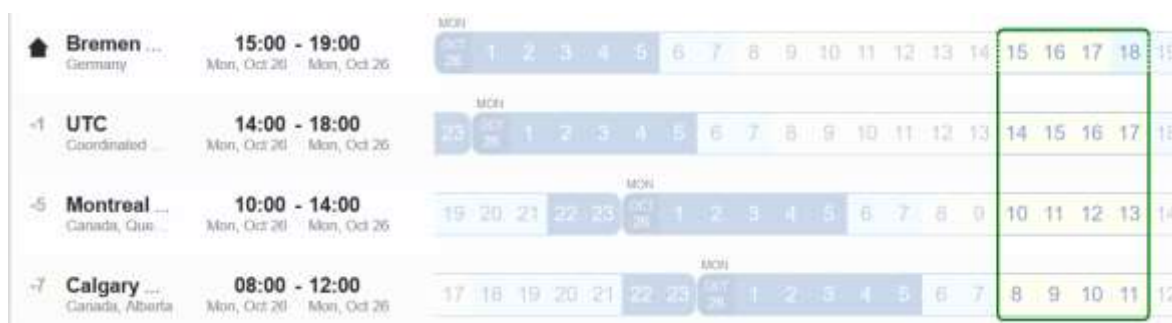 MON
Bremen ... 15:00 - 19:00 OCT 26 1 2 3 4 5 6 7 8 9 10 11 12 13 14 15 16 17 18
Germany Mon, Oct 26 Mon, Oct 26
MON
-1 UTC 14:00 - 18:00 23 OCT 26 1 2 3 4 5 6 7 8 9 10 11 12 13 14 15 16 17
Coordinated ... Mon, Oct 26 Mon, Oct 26
MON
-5 Montreal ... 10:00 - 14:00 19 20 21 22 23 OCT 26 1 2 3 4 5 6 7 8 9 10 11 12 13
Canada, Que... Mon, Oct 26 Mon, Oct 26
MON
-7 Calgary ... 08:00 - 12:00 17 18 19 20 21 22 23 OCT 26 1 2 3 4 5 6 7 8 9 10 11
Canada, Alberta Mon, Oct 26 Mon, Oct 26